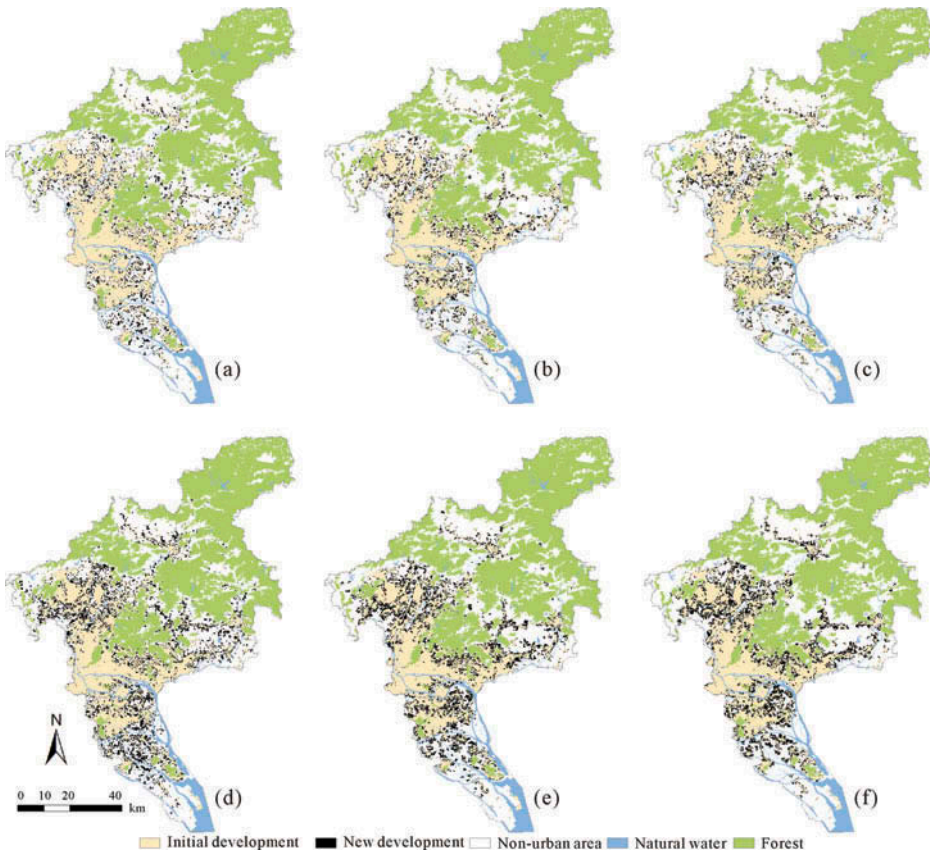 (a)
(b)
(c)
N
0 10 20 40
km
(d)
(e)
(f)
Initial development New development Non-urban area Natural water Forest